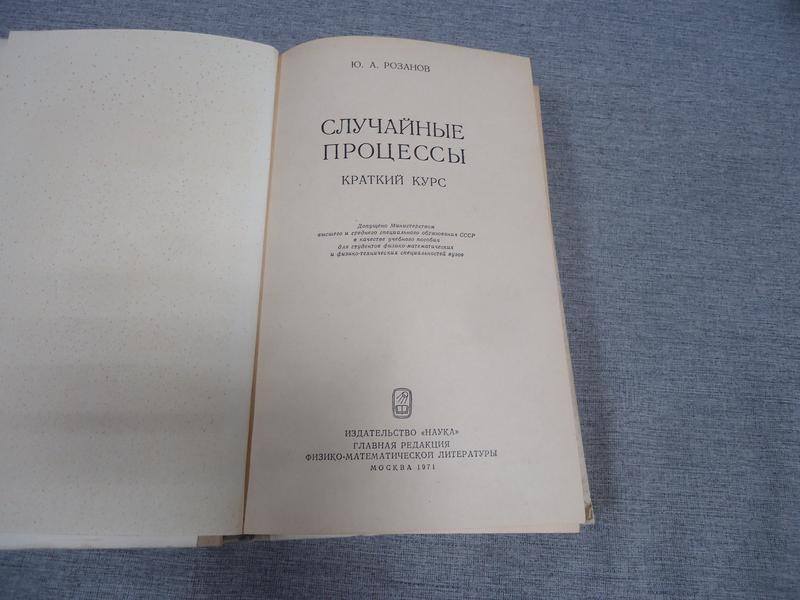 Ю. А. РОЗАНОВ
СЛУЧАЙНЫЕ
ПРОЦЕССЫ
КРАТКИЙ КУРС
Допущено Министерством
высшего и среднего специального образования СССР
в качестве учебного пособия
для студентов физико-математических
и физико-технических специальностей вузов
ИЗДАТЕЛЬСТВО «НАУКА»
ГЛАВНАЯ РЕДАКЦИЯ
ФИЗИКО-МАТЕМАТИЧЕСКОЙ ЛИТЕРАТУРЫ
МОСКВА 1971